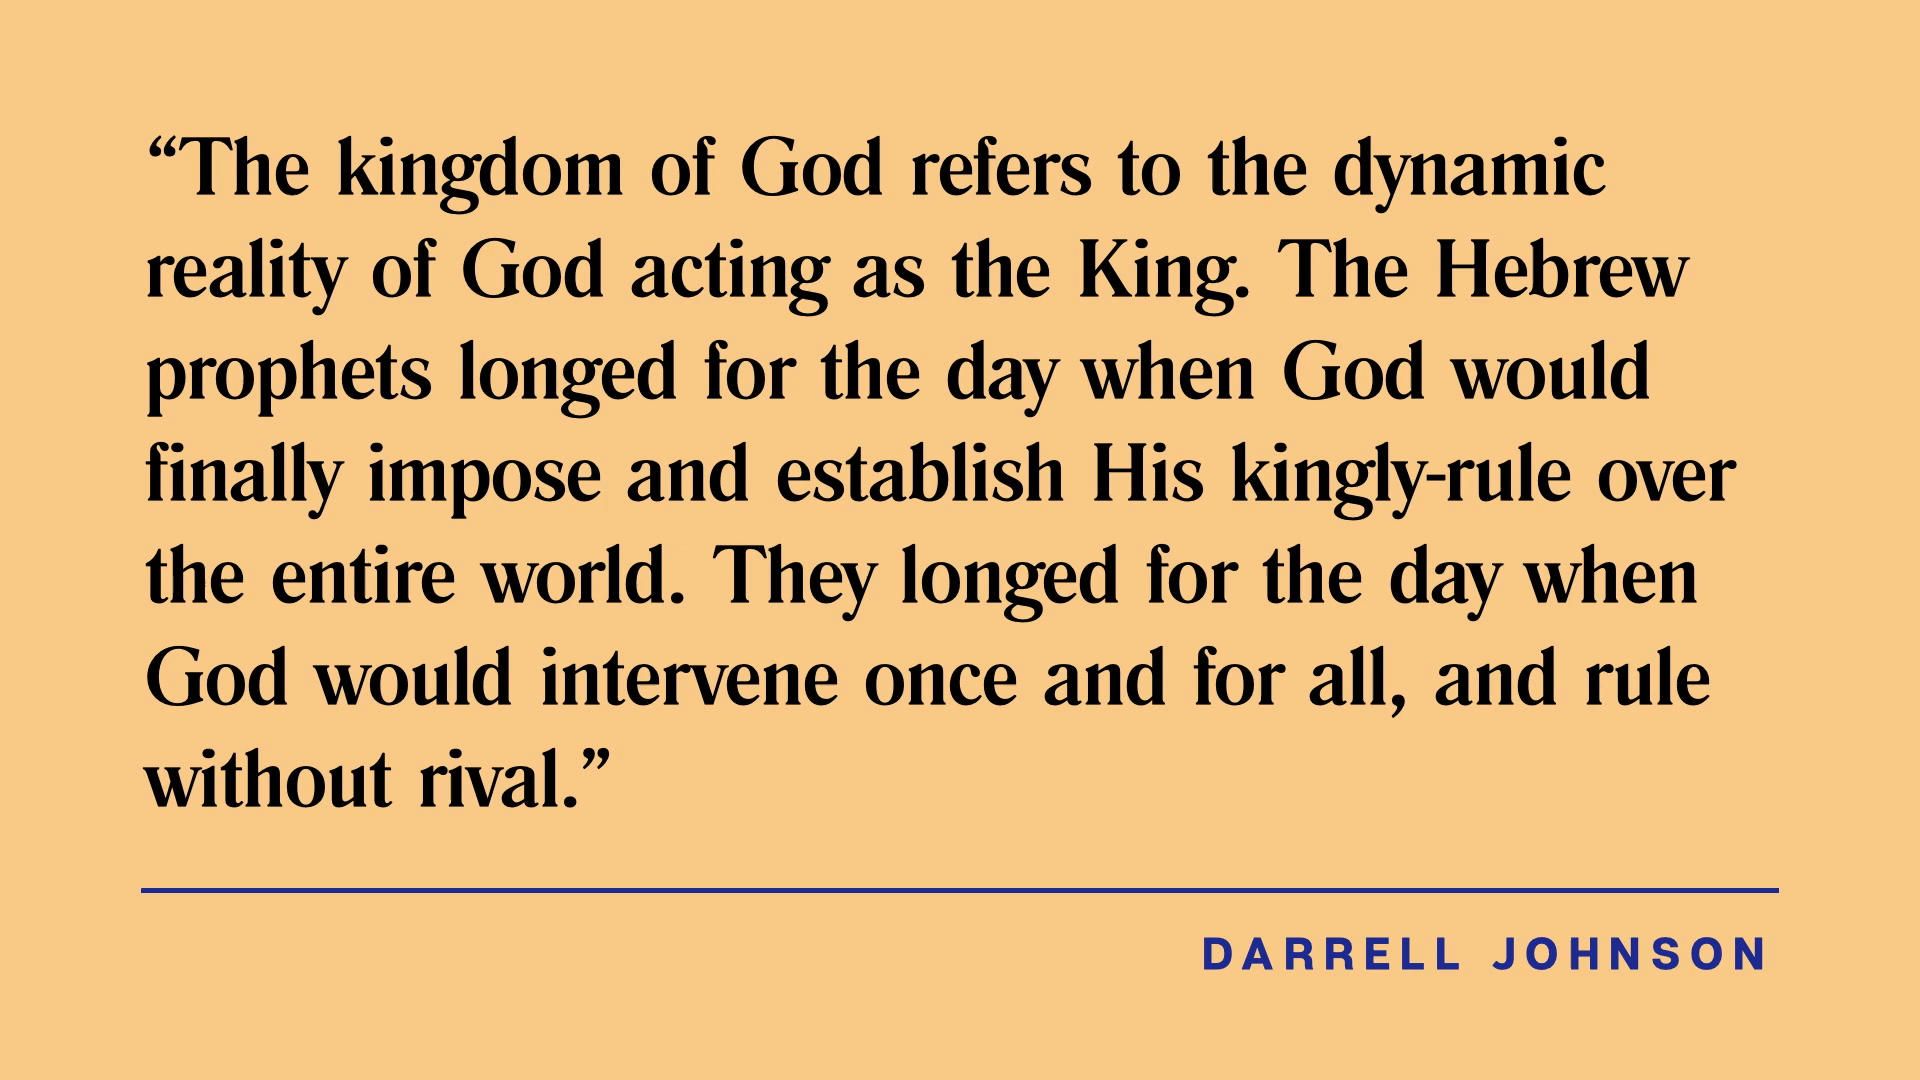 “The kingdom of God refers to the dynamic
reality of God acting as the King. The Hebrew
prophets longed for the day when God would
finally impose and establish His kingly-rule over
the entire world. They longed for the day when
God would intervene once and for all, and rule
without rival.”
DARRELL JOHNSON